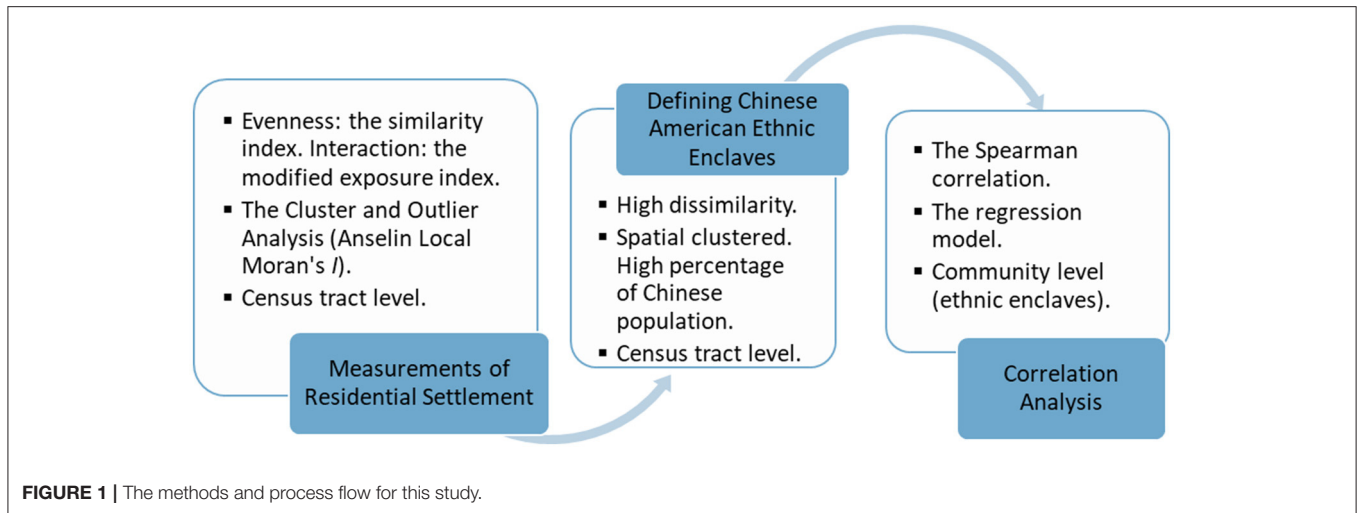 ▪ Evenness: the similarity
index. Interaction: the
modified exposure index.
▪ The Cluster and Outlier
Analysis (Anselin Local
Moran's I).
▪ Census tract level.
Measurements of
Residential Settlement
Defining Chinese
American Ethnic
Enclaves
▪ High dissimilarity.
▪ Spatial clustered.
High percentage
of Chinese
population.
▪ Census tract level.
▪ The Spearman
correlation.
▪ The regression
model.
▪ Community level
(ethnic enclaves).
Correlation
Analysis
FIGURE 1 | The methods and process flow for this study.